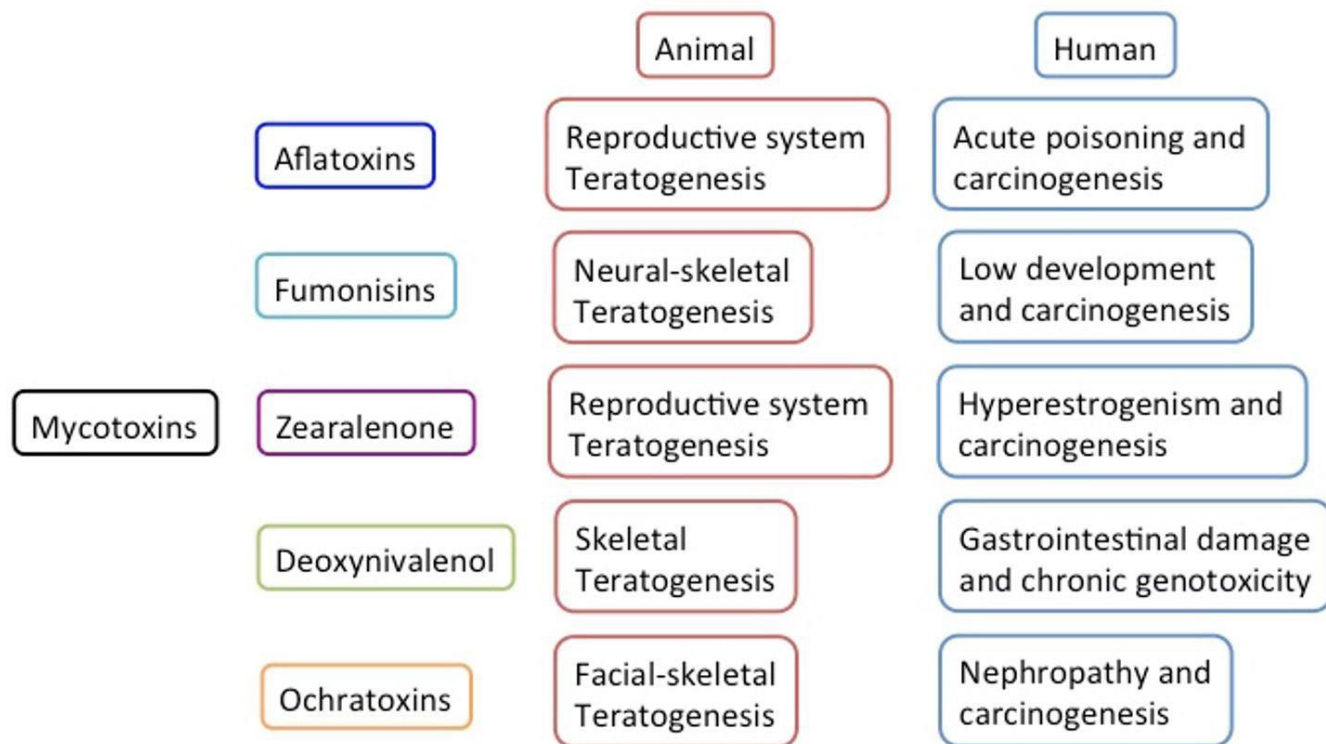 Animal
Human
Aflatoxins
Reproductive system
Teratogenesis
Acute poisoning and
carcinogenesis
Fumonisins
Neural-skeletal
Teratogenesis
Low development
and carcinogenesis
Mycotoxins
Zearalenone
Reproductive system
Teratogenesis
Hyperestrogenism and
carcinogenesis
Deoxynivalenol
Skeletal
Teratogenesis
Gastrointestinal damage
and chronic genotoxicity
Ochratoxins
Facial-skeletal
Teratogenesis
Nephropathy and
carcinogenesis